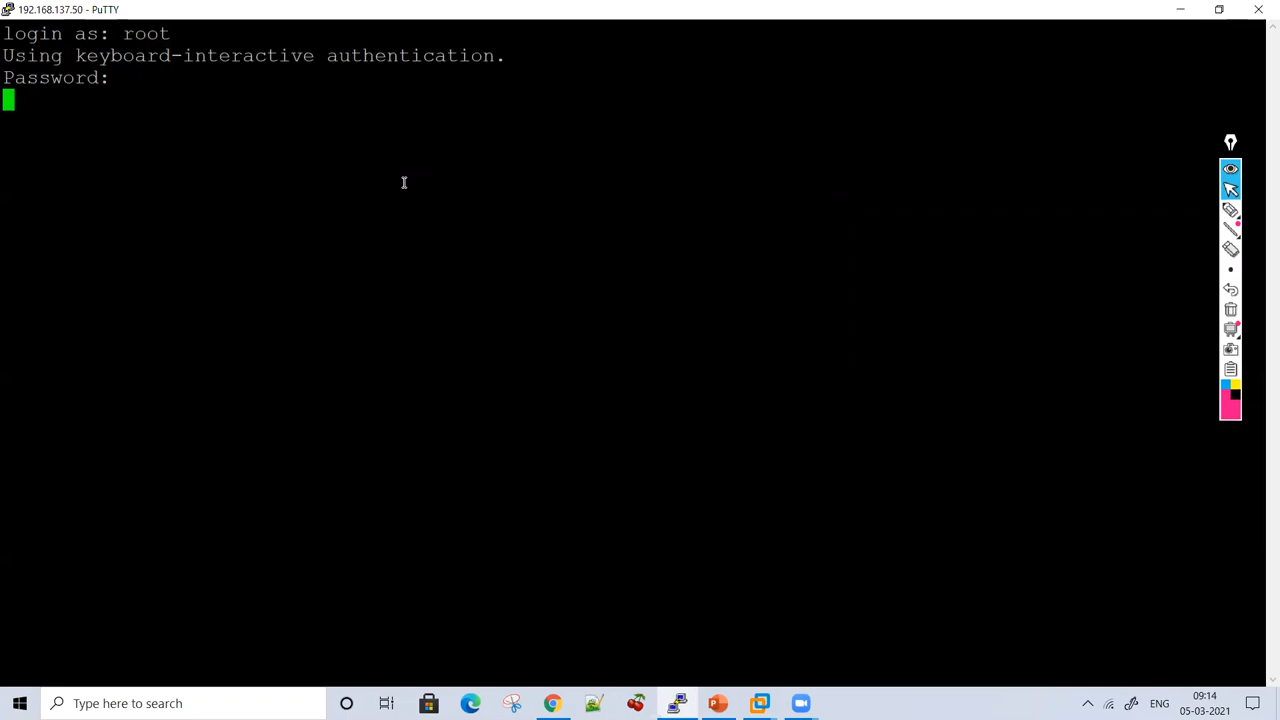 192.168.137.50 - PuTTY
login as: root
Using keyboard-interactive authentication.
Password:
Type here to search
ENG
09:14
05-03-2021